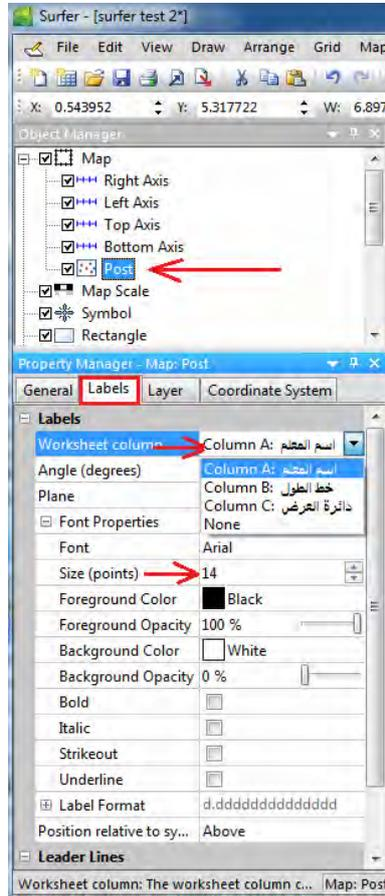 Surfer - [surfer test 2*]
File Edit View Draw Arrange Grid Map
X: 0.543952 Y: 5.317722 W: 6.897
Object Manager
Map
Right Axis
Left Axis
Top Axis
Bottom Axis
Post
Map Scale
Symbol
Rectangle
Property Manager - Map: Post
General Labels Layer Coordinate System
Labels
Worksheet column Column A: اسم المعلم
Column A: اسم المعلم
Angle (degrees)
Column B: خط الطول
Plane
Column C: دائرة العرض
None
Font Properties
Font Arial
Size (points) 14
Foreground Color Black
Foreground Opacity 100 %
Background Color White
Background Opacity 0 %
Bold
Italic
Strikeout
Underline
Label Format d.dddddddddddddd
Position relative to sy... Above
Leader Lines
Worksheet column: The worksheet column c... Map: Post